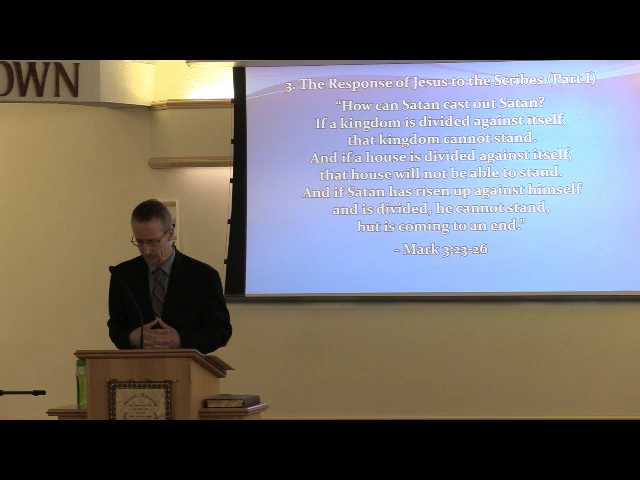 OWN
3. The Response of Jesus to the Scribes (Part I)
“How can Satan cast out Satan?
If a kingdom is divided against itself,
that kingdom cannot stand.
And if a house is divided against itself,
that house will not be able to stand.
And if Satan has risen up against himself
and is divided, he cannot stand,
but is coming to an end.”
- Mark 3:23-26